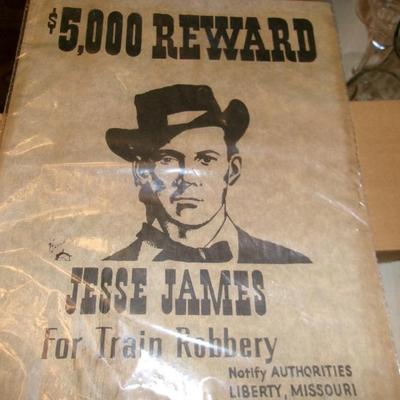 $5,000 REWARD
JESSE JAMES
For Train Robbery
Notify AUTHORITIES
LIBERTY, MISSOURI